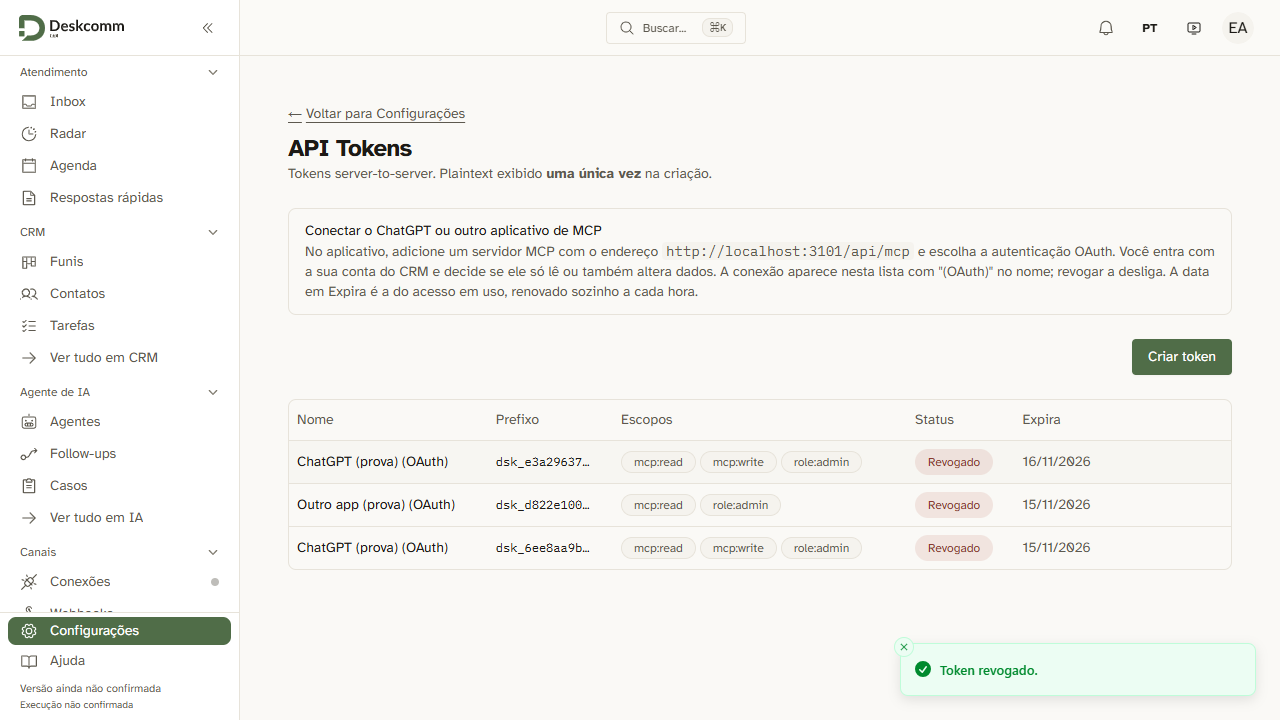 Deskcomm
CRM
Buscar...
⌘K
PT
EA
Atendimento
Inbox
Radar
Agenda
Respostas rápidas
CRM
Funis
Contatos
Tarefas
Ver tudo em CRM
Agente de IA
Agentes
Follow-ups
Casos
Ver tudo em IA
Canais
Conexões
Webhooks
Configurações
Ajuda
Versão ainda não confirmada
Execução não confirmada
← Voltar para Configurações
API Tokens
Tokens server-to-server. Plaintext exibido uma única vez na criação.
Conectar o ChatGPT ou outro aplicativo de MCP
No aplicativo, adicione um servidor MCP com o endereço http://localhost:3101/api/mcp e escolha a autenticação OAuth. Você entra com
a sua conta do CRM e decide se ele só lê ou também altera dados. A conexão aparece nesta lista com "(OAuth)" no nome; revogar a desliga. A data
em Expira é a do acesso em uso, renovado sozinho a cada hora.
Criar token
Nome Prefixo Escopos Status Expira
ChatGPT (prova) (OAuth) dsk_e3a29637… mcp:read mcp:write role:admin Revogado 16/11/2026
Outro app (prova) (OAuth) dsk_d822e100… mcp:read role:admin Revogado 15/11/2026
ChatGPT (prova) (OAuth) dsk_6ee8aa9b… mcp:read mcp:write role:admin Revogado 15/11/2026
Token revogado.